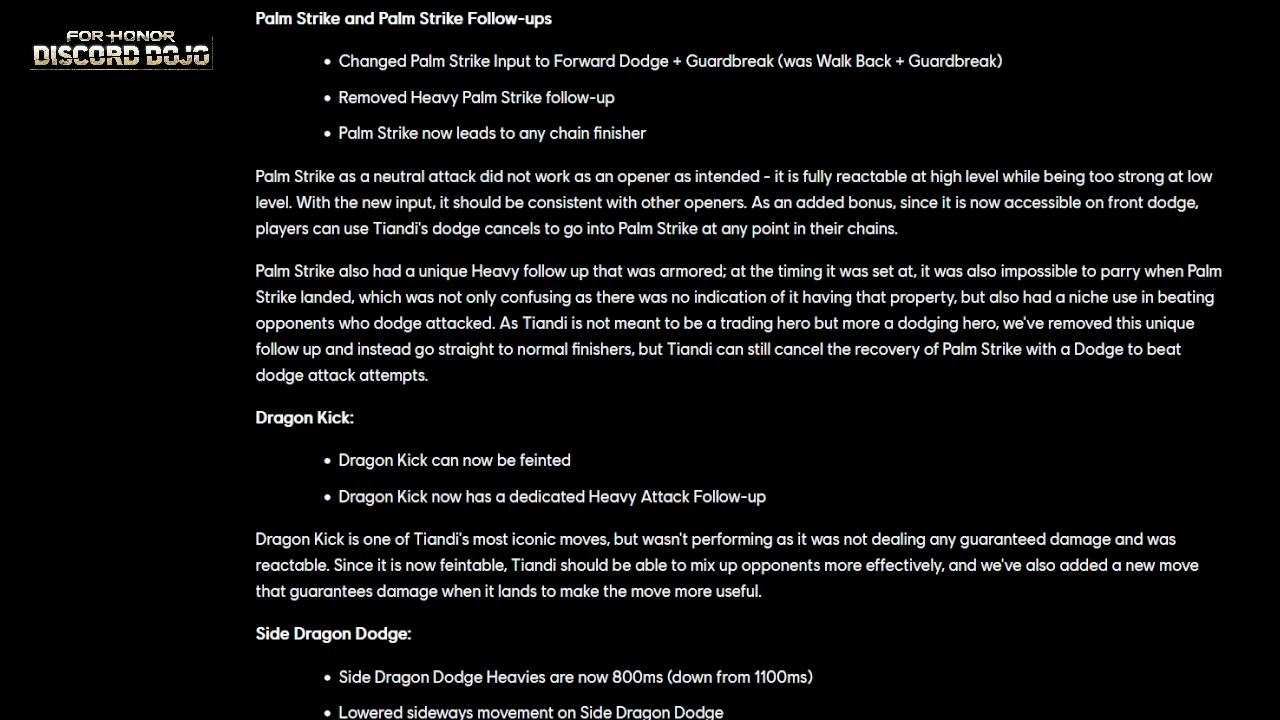 FOR HONOR
DISCORD DOJO
Palm Strike and Palm Strike Follow-ups
• Changed Palm Strike Input to Forward Dodge + Guardbreak (was Walk Back + Guardbreak)
• Removed Heavy Palm Strike follow-up
• Palm Strike now leads to any chain finisher
Palm Strike as a neutral attack did not work as an opener as intended - it is fully reactable at high level while being too strong at low
level. With the new input, it should be consistent with other openers. As an added bonus, since it is now accessible on front dodge,
players can use Tiandi's dodge cancels to go into Palm Strike at any point in their chains.
Palm Strike also had a unique Heavy follow up that was armored; at the timing it was set at, it was also impossible to parry when Palm
Strike landed, which was not only confusing as there was no indication of it having that property, but also had a niche use in beating
opponents who dodge attacked. As Tiandi is not meant to be a trading hero but more a dodging hero, we've removed this unique
follow up and instead go straight to normal finishers, but Tiandi can still cancel the recovery of Palm Strike with a Dodge to beat
dodge attack attempts.
Dragon Kick:
• Dragon Kick can now be feinted
• Dragon Kick now has a dedicated Heavy Attack Follow-up
Dragon Kick is one of Tiandi's most iconic moves, but wasn't performing as it was not dealing any guaranteed damage and was
reactable. Since it is now feintable, Tiandi should be able to mix up opponents more effectively, and we've also added a new move
that guarantees damage when it lands to make the move more useful.
Side Dragon Dodge:
• Side Dragon Dodge Heavies are now 800ms (down from 1100ms)
• Lowered sideways movement on Side Dragon Dodge